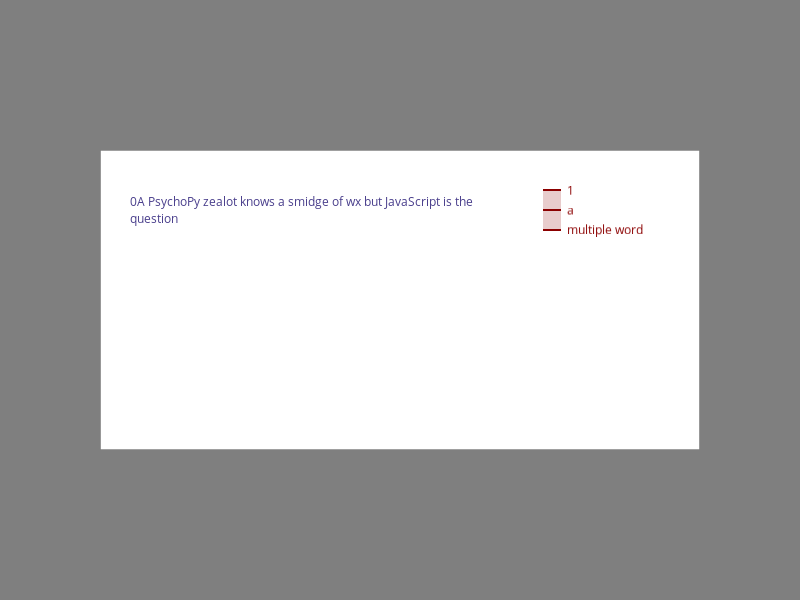 0A PsychoPy zealot knows a smidge of wx but JavaScript is the
question
1
a
multiple word